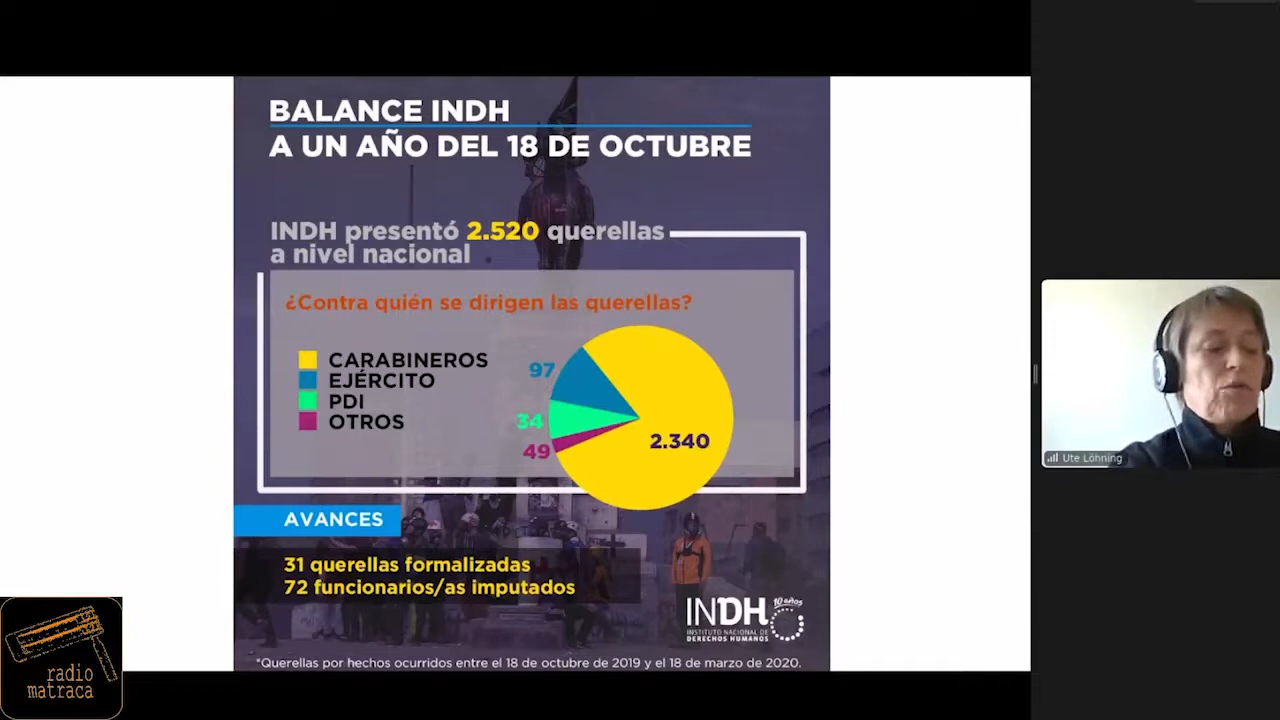 BALANCE INDH
A UN AÑO DEL 18 DE OCTUBRE
INDH presentó 2.520 querellas
a nivel nacional
¿Contra quién se dirigen las querellas?
CARABINEROS
EJÉRCITO
PDI
OTROS
97
34
49
2.340
AVANCES
31 querellas formalizadas
72 funcionarios/as imputados
INDH
10 años
INSTITUTO NACIONAL DE
DERECHOS HUMANOS
*Querellas por hechos ocurridos entre el 18 de octubre de 2019 y el 18 de marzo de 2020.
Ute Löhning
radio
matraca